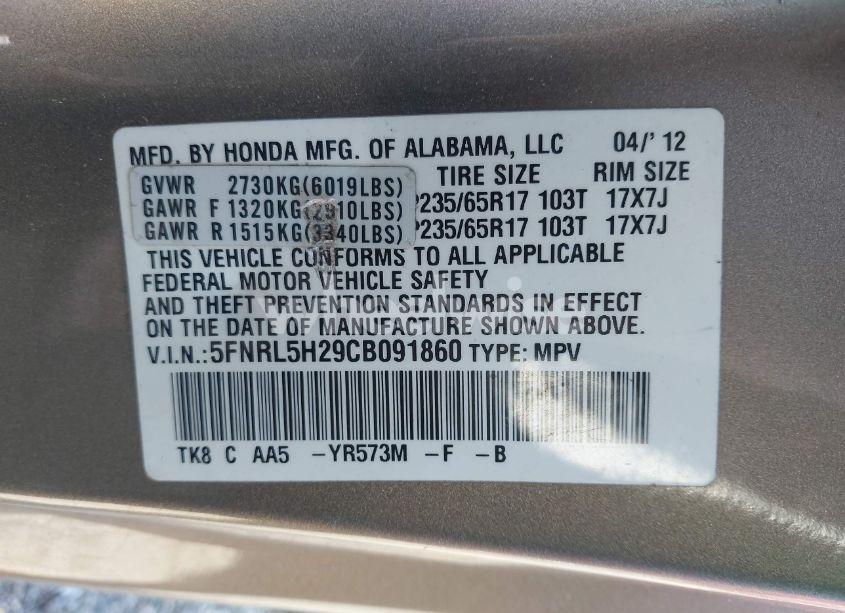 MFD. BY HONDA MFG. OF ALABAMA, LLC 04/'12
TIRE SIZE RIM SIZE
GVWR 2730KG(6019LBS)
GAWR F 1320KG(2910LBS) P235/65R17 103T 17X7J
GAWR R 1515KG(3340LBS) P235/65R17 103T 17X7J
THIS VEHICLE CONFORMS TO ALL APPLICABLE
FEDERAL MOTOR VEHICLE SAFETY
AND THEFT PREVENTION STANDARDS IN EFFECT
ON THE DATE OF MANUFACTURE SHOWN ABOVE.
V.I.N.:5FNRL5H29CB091860 TYPE: MPV
TK8 C AA5 -YR573M -F -B